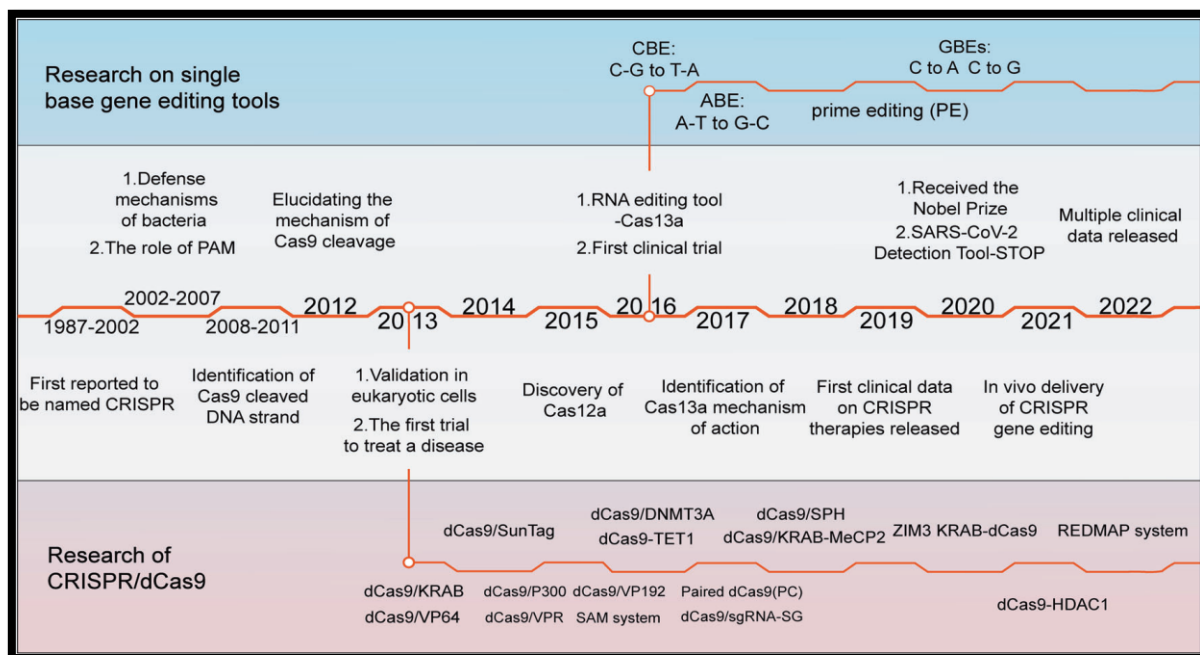 Research on single
base gene editing tools
CBE:
C-G to T-A
ABE:
A-T to G-C
prime editing (PE)
GBEs:
C to A  C to G
1.Defense
mechanisms
of bacteria
2.The role of PAM
Elucidating the
mechanism of
Cas9 cleavage
1.RNA editing tool
-Cas13a
2.First clinical trial
1.Received the
Nobel Prize
2.SARS-CoV-2
Detection Tool-STOP
Multiple clinical
data released
1987-2002
2002-2007
2008-2011
2012
2013
2014
2015
2016
2017
2018
2019
2020
2021
2022
First reported to
be named CRISPR
Identification of
Cas9 cleaved
DNA strand
1.Validation in
eukaryotic cells
2.The first trial
to treat a disease
Discovery of
Cas12a
Identification of
Cas13a mechanism
of action
First clinical data
on CRISPR
therapies released
In vivo delivery
of CRISPR
gene editing
Research of
CRISPR/dCas9
dCas9/KRAB
dCas9/VP64
dCas9/SunTag
dCas9/P300
dCas9/VPR
dCas9/DNMT3A
dCas9-TET1
dCas9/VP192
SAM system
dCas9/SPH
dCas9/KRAB-MeCP2
Paired dCas9(PC)
dCas9/sgRNA-SG
ZIM3 KRAB-dCas9
dCas9-HDAC1
REDMAP system